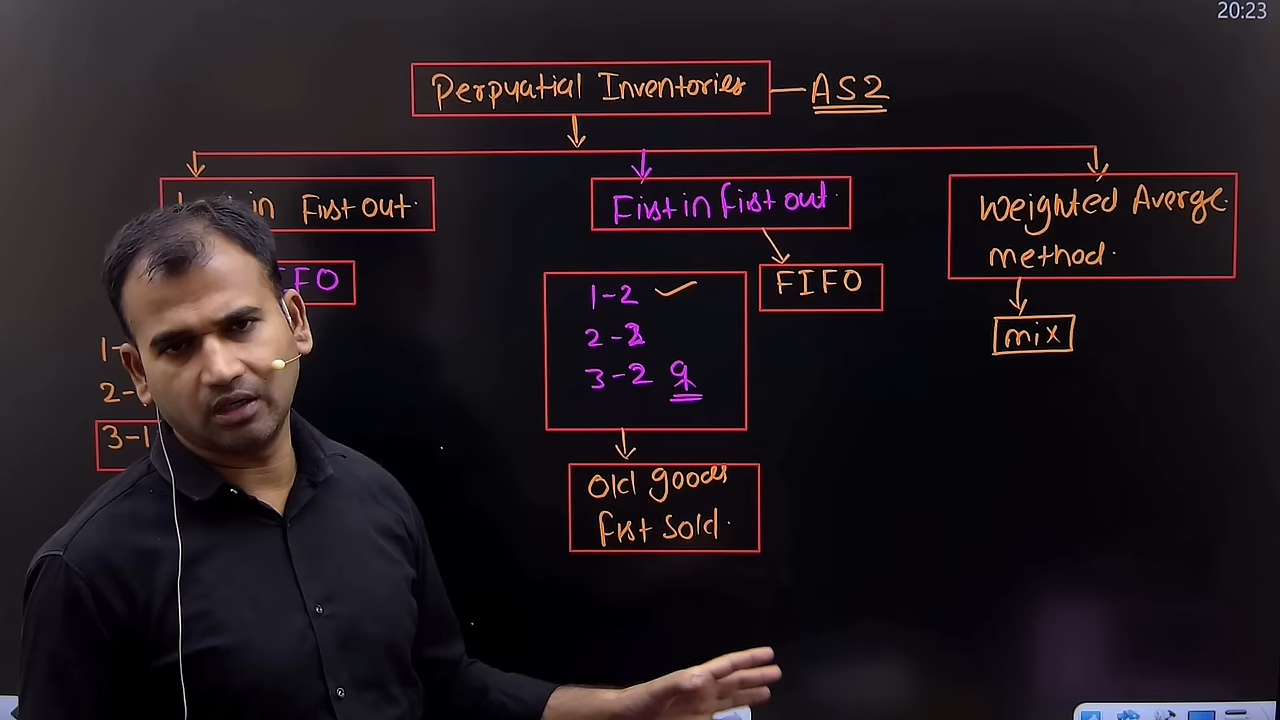 20:23
Perpuatial Inventories — AS2
in First out.
First in first out.
Weighted Averge
method.
FO
FIFO
mix
1-2 ✓
2-2
3-2
1-
2-
3-1
Old goods
first sold.